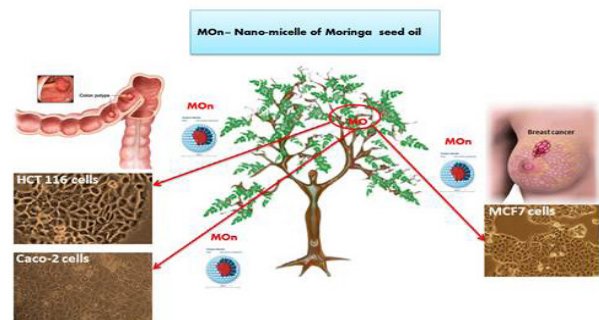 MOn– Nano-micelle of Moringa seed oil
Colon polyps
MOn
MO
MOn
Breast cancer
HCT 116 cells
MCF7 cells
MOn
Caco-2 cells